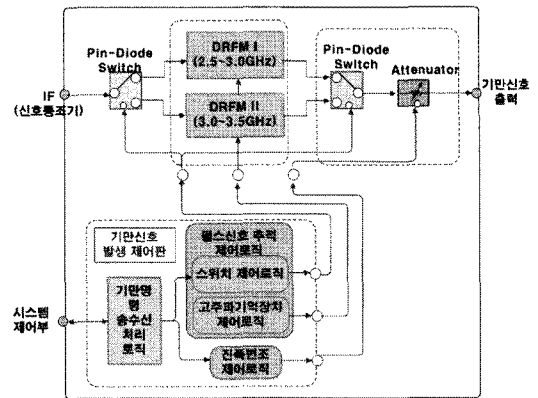 Pin-Diode
Switch
DRFM I
(2.5~3.0GHz)
DRFM II
(3.0~3.5GHz)
Pin-Diode
Switch
Attenuator
IF
(신호통조기)
기만신호
출력
기만신호
발생 제어판
펄스신호 추적
제어로직
스위치 제어로직
고주파기억장치
제어로직
기만명
령
송수신
처리
로직
진폭변조
제어로직
시스템
제어부